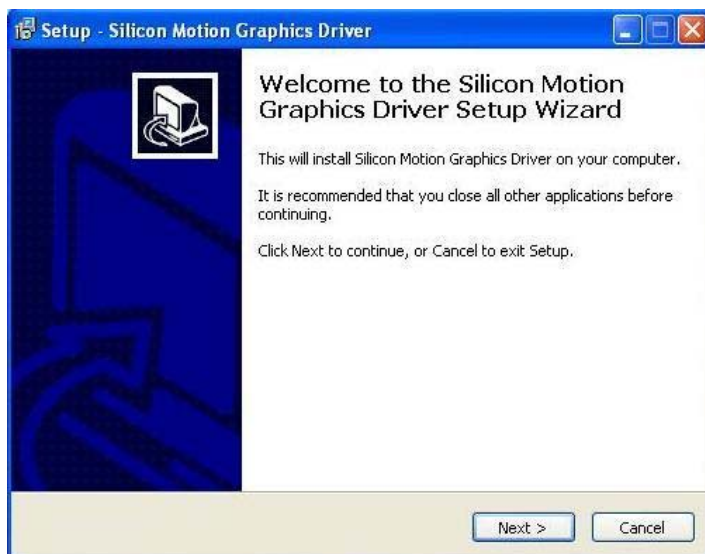 Setup - Silicon Motion Graphics Driver
Welcome to the Silicon Motion
Graphics Driver Setup Wizard
This will install Silicon Motion Graphics Driver on your computer.
It is recommended that you close all other applications before
continuing.
Click Next to continue, or Cancel to exit Setup.
Next >
Cancel